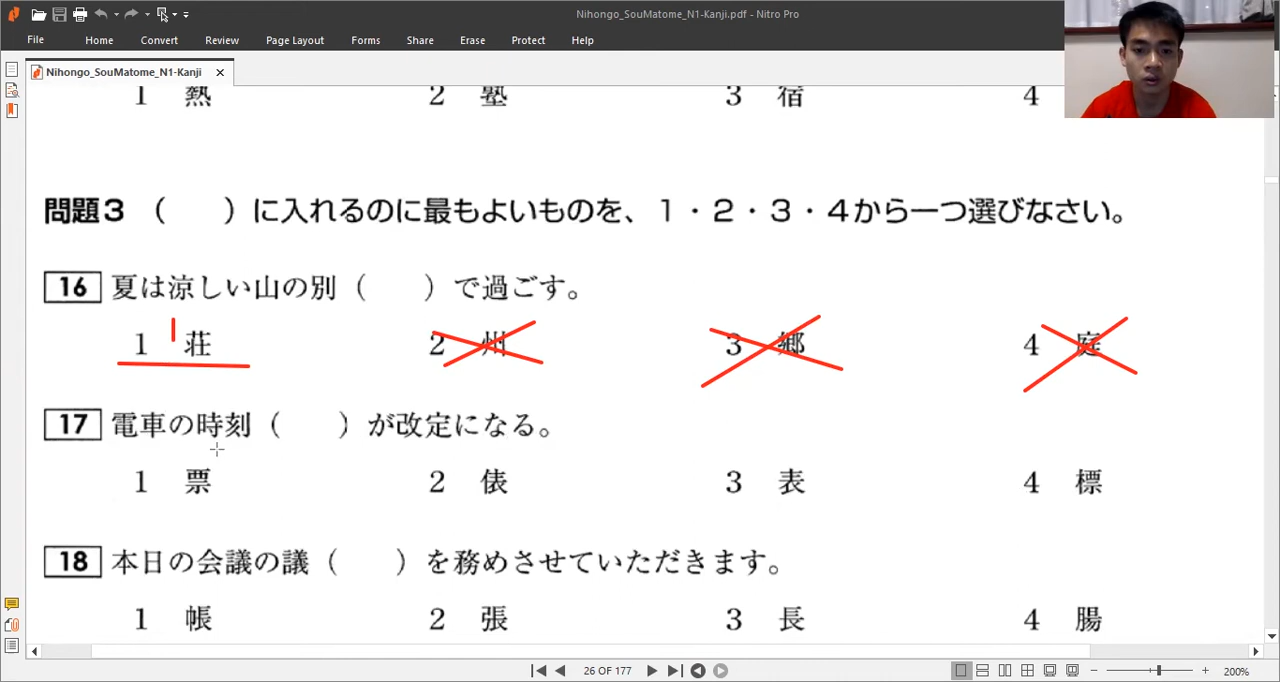 Nihongo_SouMatome_N1-Kanji.pdf - Nitro Pro
File Home Convert Review Page Layout Forms Share Erase Protect Help
Nihongo_SouMatome_N1-Kanji ×
1 熱 2 塾 3 宿 4
問題3 （ ）に入れるのに最もよいものを、1・2・3・4から一つ選びなさい。
16 夏は涼しい山の別（ ）で過ごす。
1 荘 2 州 3 郷 4 庭
17 電車の時刻（ ）が改定になる。
1 票 2 俵 3 表 4 標
18 本日の会議の議（ ）を務めさせていただきます。
1 帳 2 張 3 長 4 腸
26 OF 177 200%